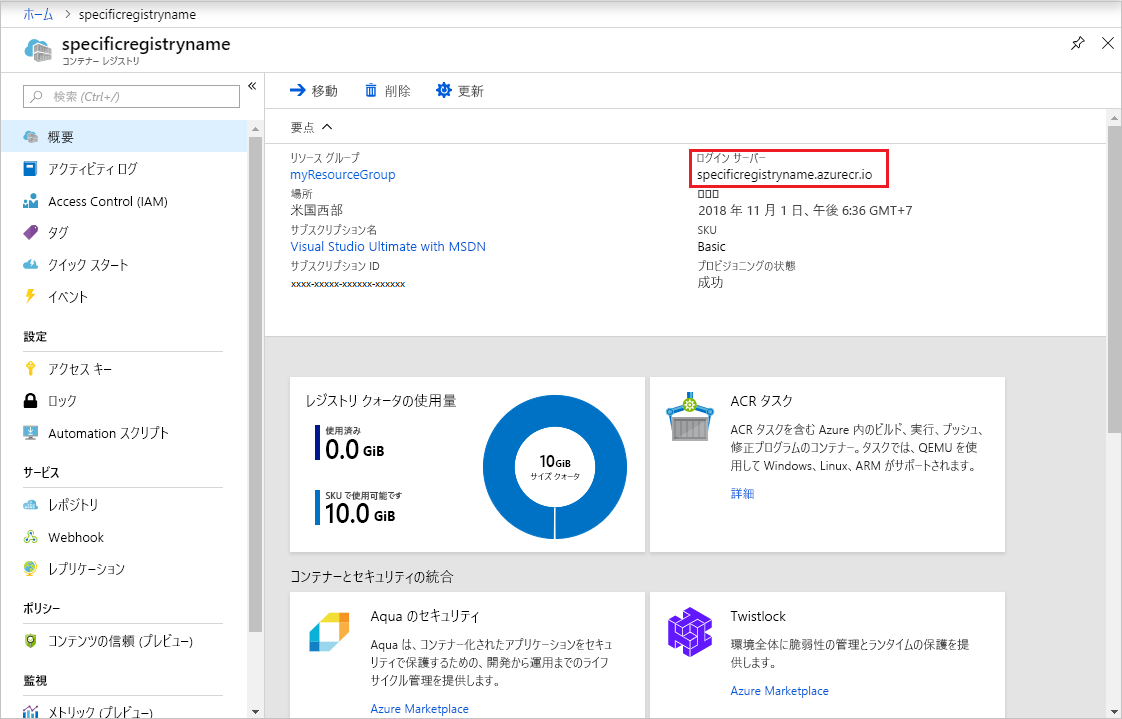 ホーム > specificregistryname
specificregistryname
コンテナー レジストリ
検索 (Ctrl+/)
«
概要
アクティビティ ログ
Access Control (IAM)
タグ
クイック スタート
イベント
設定
アクセス キー
ロック
Automation スクリプト
サービス
レポジトリ
Webhook
レプリケーション
ポリシー
コンテンツの信頼 (プレビュー)
監視
メトリック (プレビュー)
移動 削除 更新
要点
リソース グループ
myResourceGroup
場所
米国西部
サブスクリプション名
Visual Studio Ultimate with MSDN
サブスクリプション ID
xxxx-xxxxx-xxxxxx-xxxxxx
ログイン サーバー
specificregistryname.azurecr.io
□□□
2018 年 11 月 1 日、午後 6:36 GMT+7
SKU
Basic
プロビジョニングの状態
成功
レジストリ クォータの使用量
使用済み
0.0 GiB
SKU で使用可能です
10.0 GiB
10 GiB
サイズ クォータ
ACR タスク
ACR タスクを含む Azure 内のビルド、実行、プッシュ、
修正プログラムのコンテナー。タスクでは、QEMU を使
用して Windows、Linux、ARM がサポートされます。
詳細
コンテナーとセキュリティの統合
Aqua のセキュリティ
Aqua は、コンテナー化されたアプリケーションをセキュ
リティで保護するための、開発から運用までのライフ
サイクル管理を提供します。
Azure Marketplace
Twistlock
環境全体に脆弱性の管理とランタイムの保護を提
供します。
Azure Marketplace